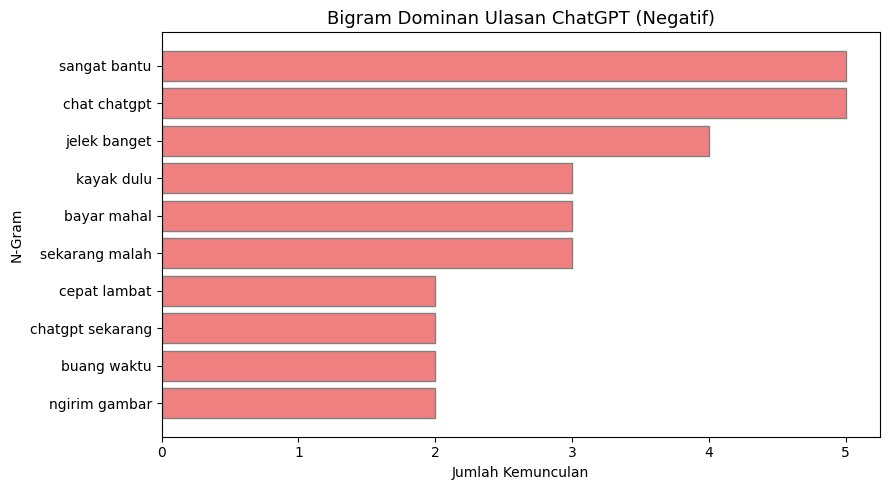 Bigram Dominan Ulasan ChatGPT (Negatif)
N-Gram
sangat bantu
chat chatgpt
jelek banget
kayak dulu
bayar mahal
sekarang malah
cepat lambat
chatgpt sekarang
buang waktu
ngirim gambar
0 1 2 3 4 5
Jumlah Kemunculan